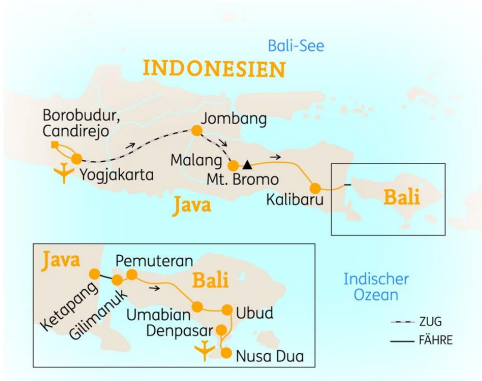 Bali-See
INDONESIEN
Borobudur,
Candirejo
Jombang
Yogjakarta
Malang
Mt. Bromo
Kalibaru
Java
Bali
Java
Pemuteran
Bali
Ketapang
Gilimanuk
Umabian
Ubud
Denpasar
Nusa Dua
Indischer
Ozean
ZUG
FÄHRE